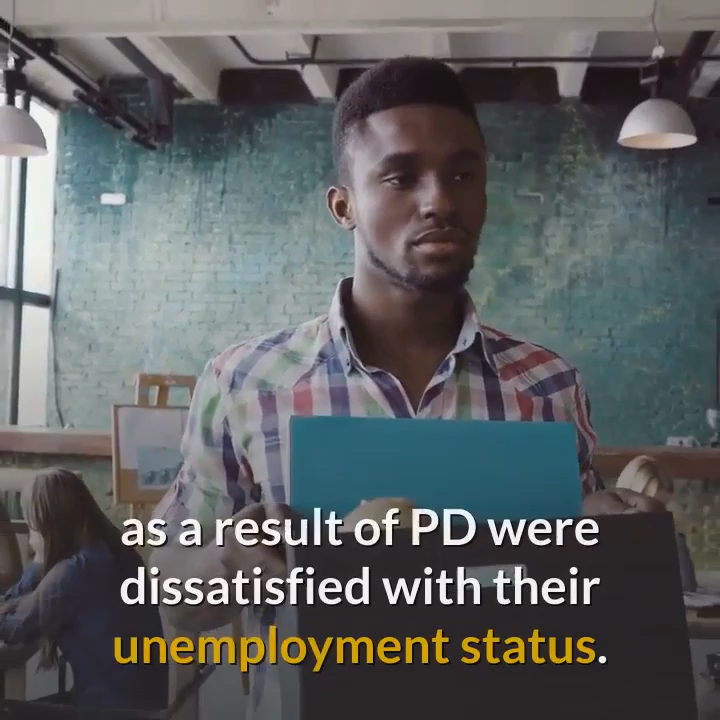 as a result of PD were
dissatisfied with their
unemployment status.